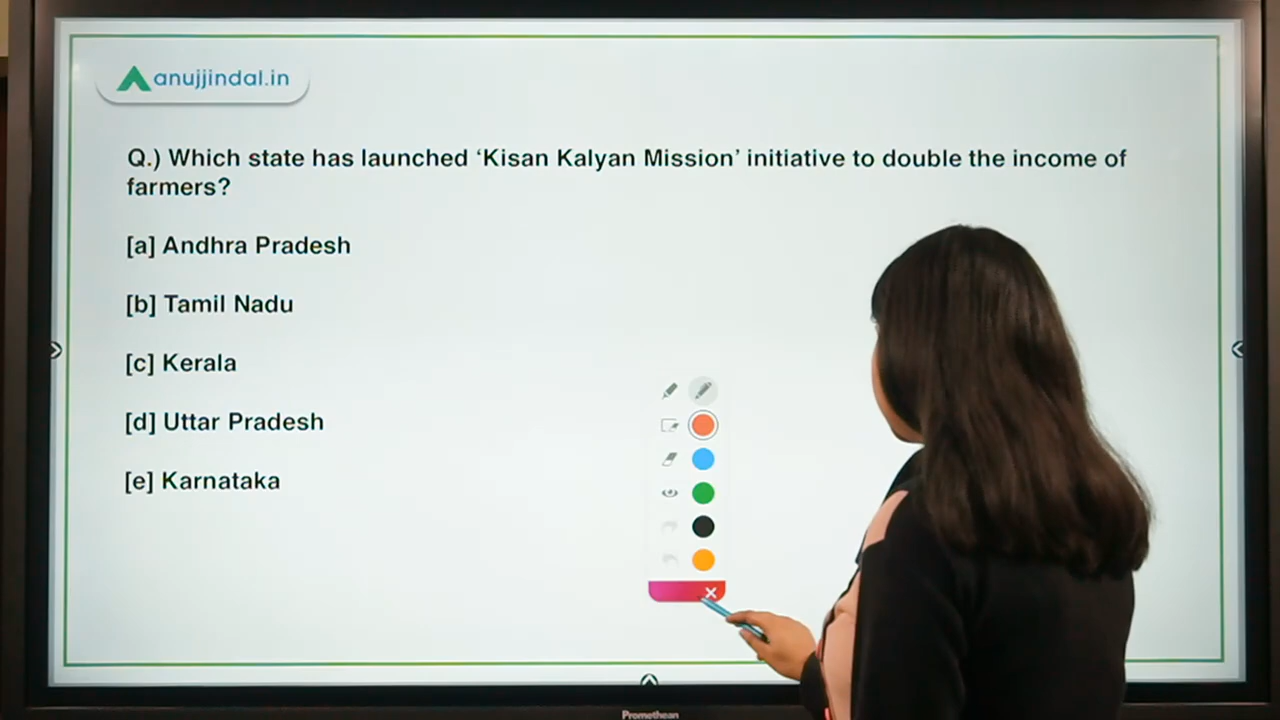 anujjindal.in
Q.) Which state has launched ‘Kisan Kalyan Mission’ initiative to double the income of
farmers?
[a] Andhra Pradesh
[b] Tamil Nadu
[c] Kerala
[d] Uttar Pradesh
[e] Karnataka
Promethean